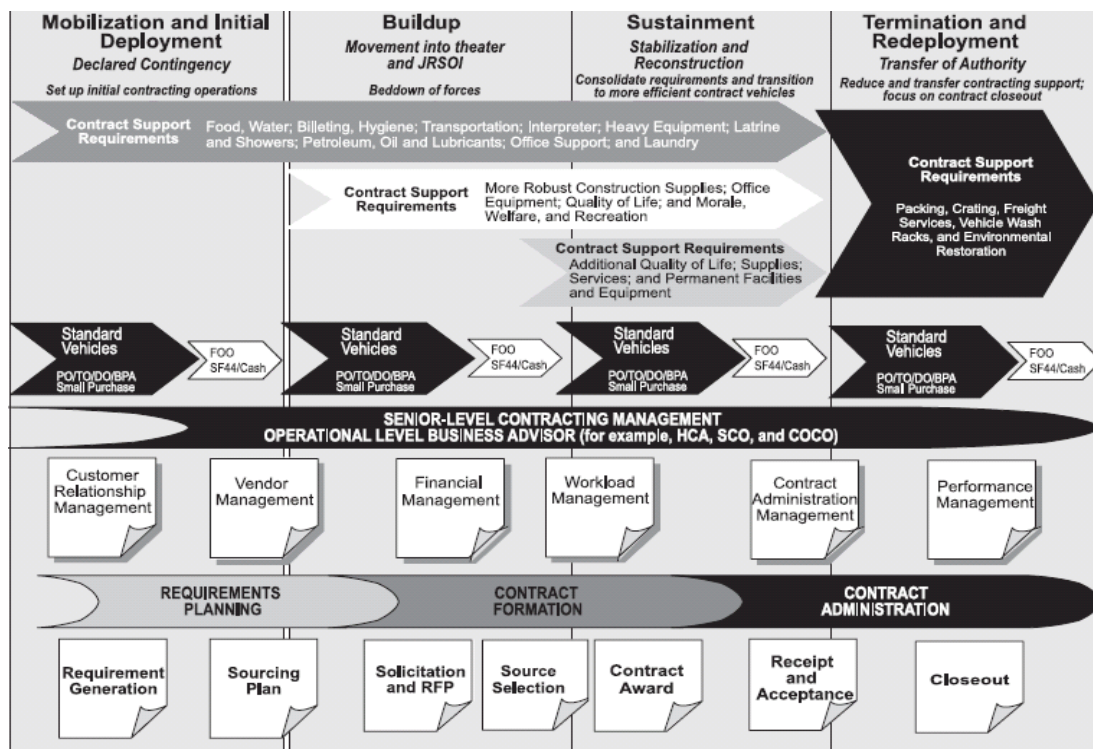 Mobilization and Initial
Deployment
Declared Contingency
Set up initial contracting operations
Buildup
Movement into theater
and JRSOI
Beddown of forces
Sustainment
Stabilization and
Reconstruction
Consolidate requirements and transition
to more efficient contract vehicles
Termination and
Redeployment
Transfer of Authority
Reduce and transfer contracting support;
focus on contract closeout
Contract Support
Requirements
Food, Water; Billeting, Hygiene; Transportation; Interpreter; Heavy Equipment; Latrine
and Showers; Petroleum, Oil and Lubricants; Office Support; and Laundry
Contract Support
Requirements
More Robust Construction Supplies; Office
Equipment; Quality of Life; and Morale,
Welfare, and Recreation
Contract Support Requirements
Additional Quality of Life; Supplies;
Services; and Permanent Facilities
and Equipment
Contract Support
Requirements
Packing, Crating, Freight
Services, Vehicle Wash
Racks, and Environmental
Restoration
Standard
Vehicles
PO/TO/DO/BPA
Small Purchase
FOO
SF44/Cash
Standard
Vehicles
PO/TO/DO/BPA
Small Purchase
FOO
SF44/Cash
Standard
Vehicles
PO/TO/DO/BPA
Small Purchase
FOO
SF44/Cash
Standard
Vehicles
PO/TO/DO/BPA
Small Purchase
FOO
SF44/Cash
SENIOR-LEVEL CONTRACTING MANAGEMENT
OPERATIONAL LEVEL BUSINESS ADVISOR (for example, HCA, SCO, and COCO)
Customer
Relationship
Management
Vendor
Management
Financial
Management
Workload
Management
Contract
Administration
Management
Performance
Management
REQUIREMENTS
PLANNING
CONTRACT
FORMATION
CONTRACT
ADMINISTRATION
Requirement
Generation
Sourcing
Plan
Solicitation
and RFP
Source
Selection
Contract
Award
Receipt
and
Acceptance
Closeout